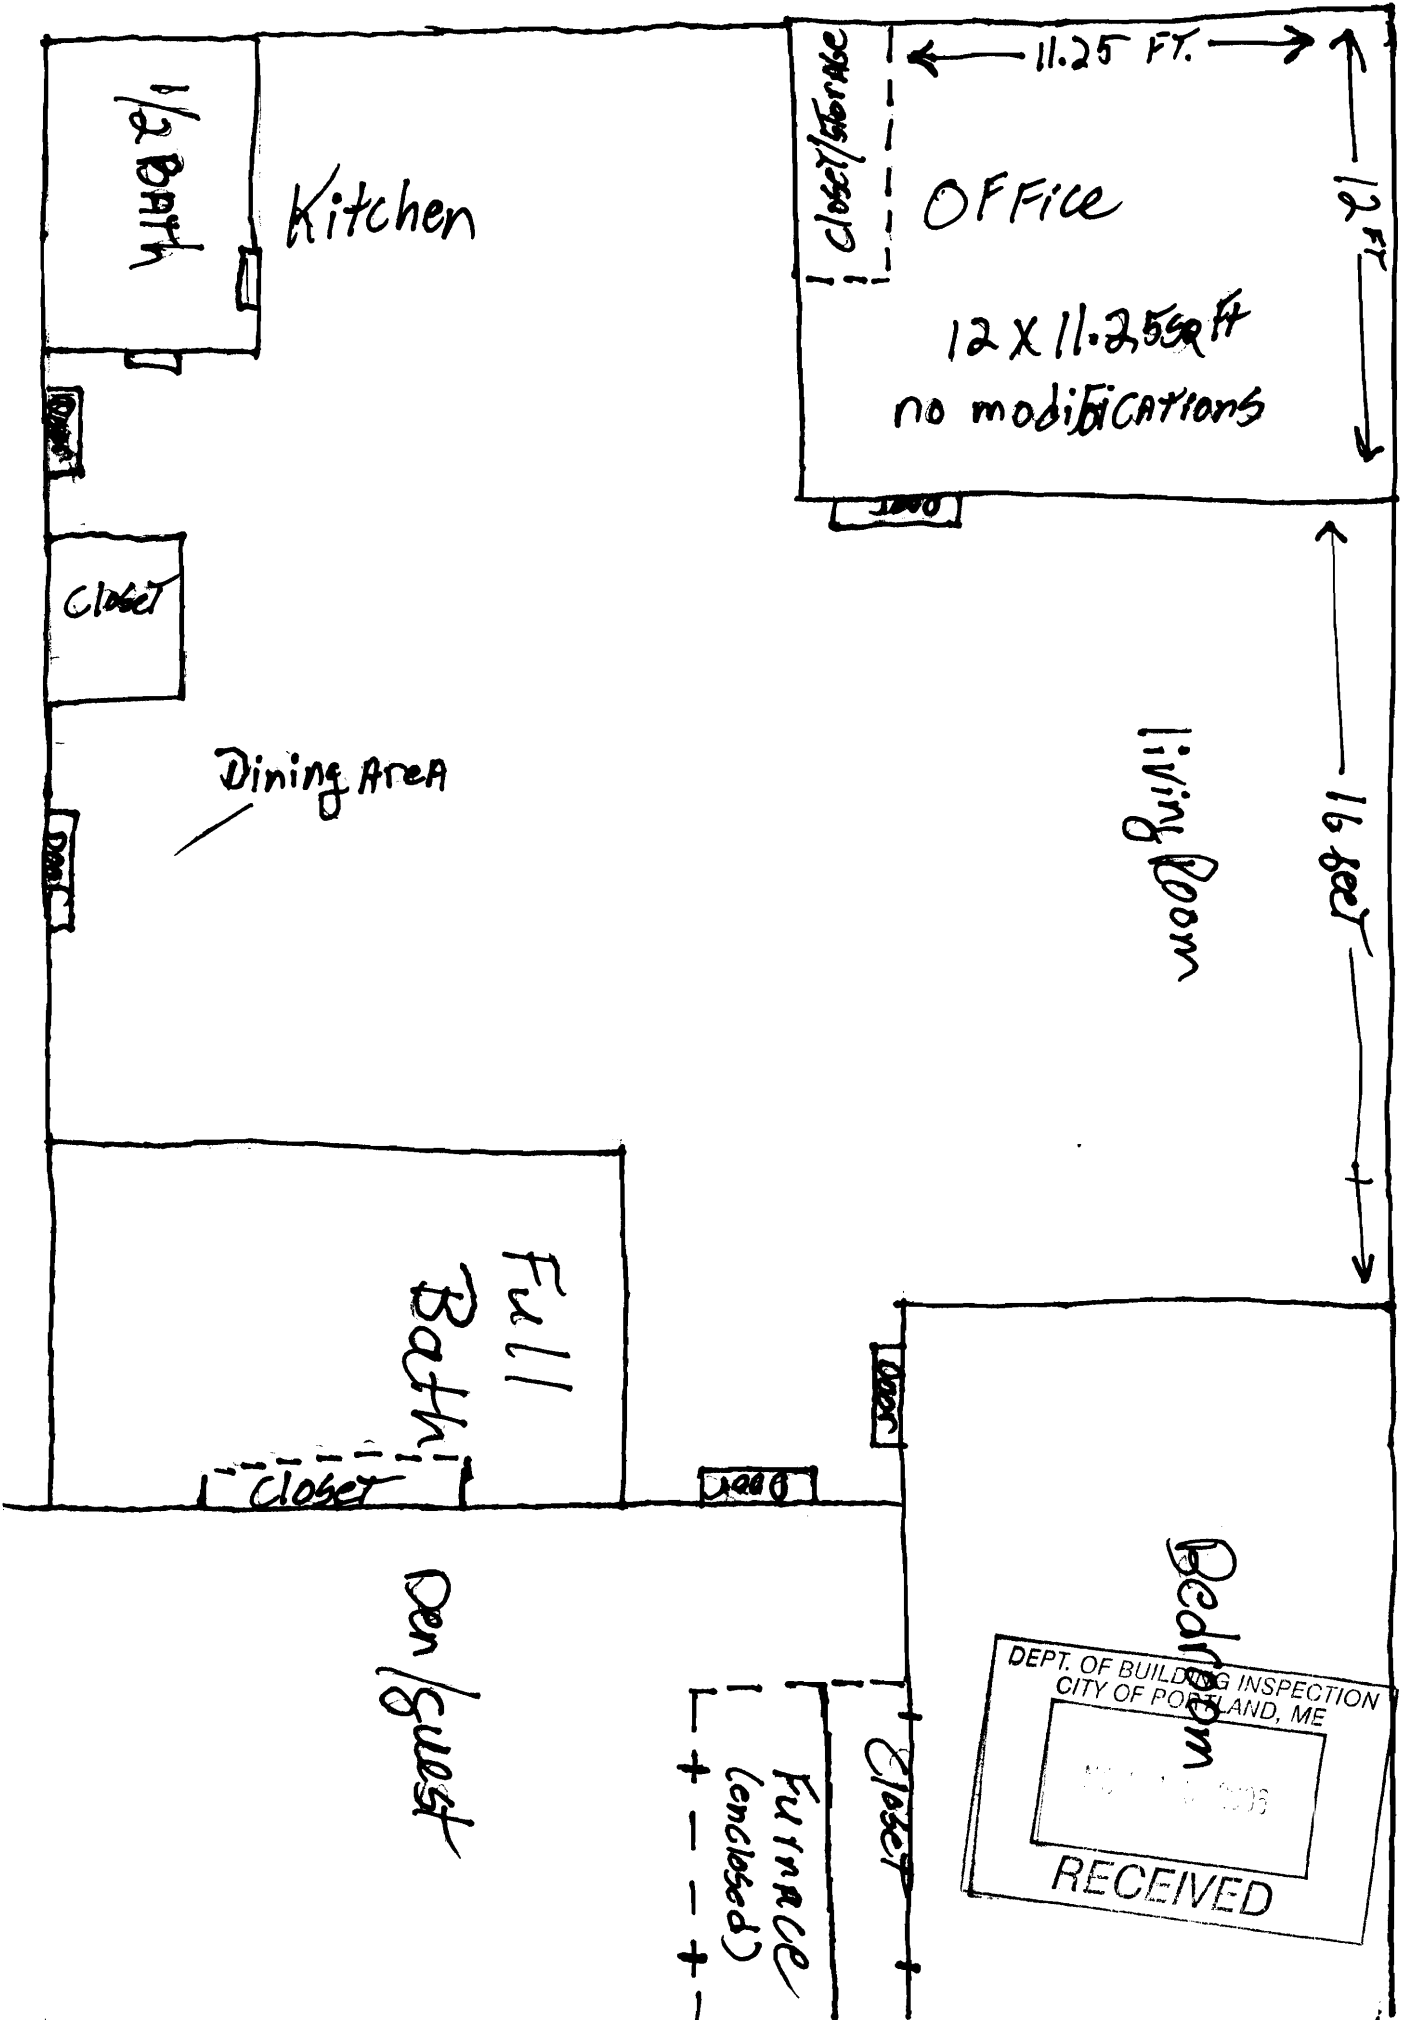 1/2 BATH
Kitchen
Closet/Storage
11.25 FT.
12 FT
OFFice
12 X 11.25 SQ Ft
no modifications
Door
Door
Closet
Dining AreA
living Room
16 feet
Door
Full
Bath
Closet
Door
Door
Den/guest
Bedroom
Closet
FurnAce
(enclosed)
DEPT. OF BUILDING INSPECTION
CITY OF PORTLAND, ME
RECEIVED